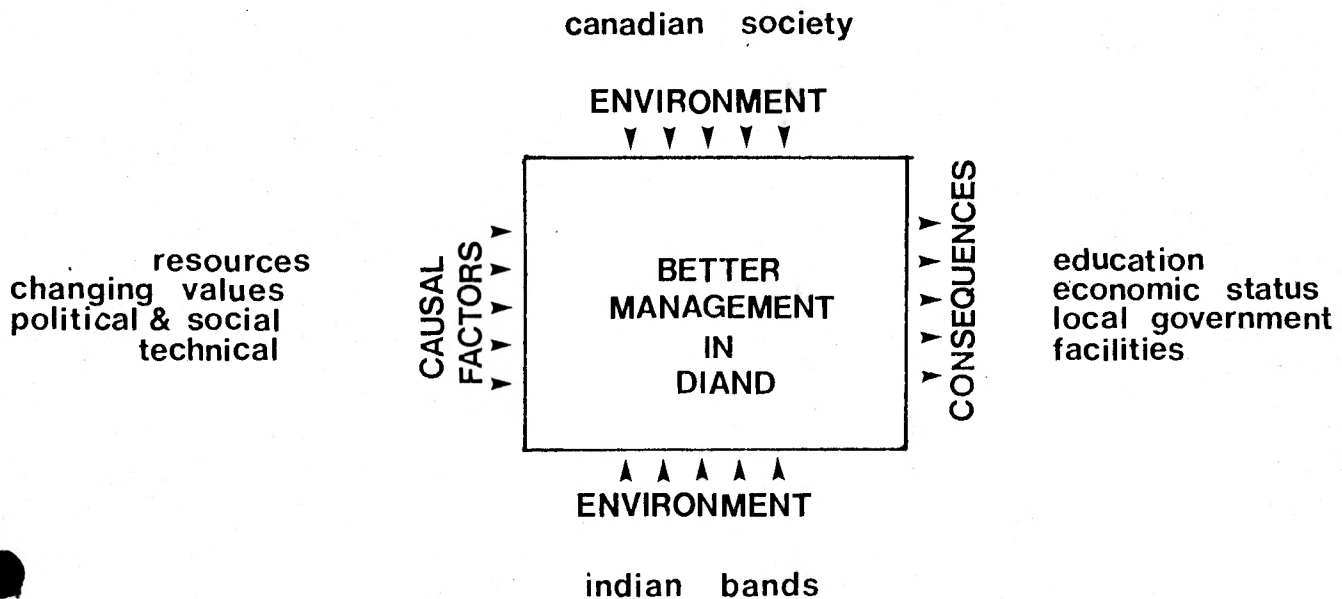 canadian society
ENVIRONMENT
resources
changing values
political & social
technical
CAUSAL
FACTORS
BETTER
MANAGEMENT
IN
DIAND
CONSEQUENCES
education
economic status
local government
facilities
ENVIRONMENT
indian bands